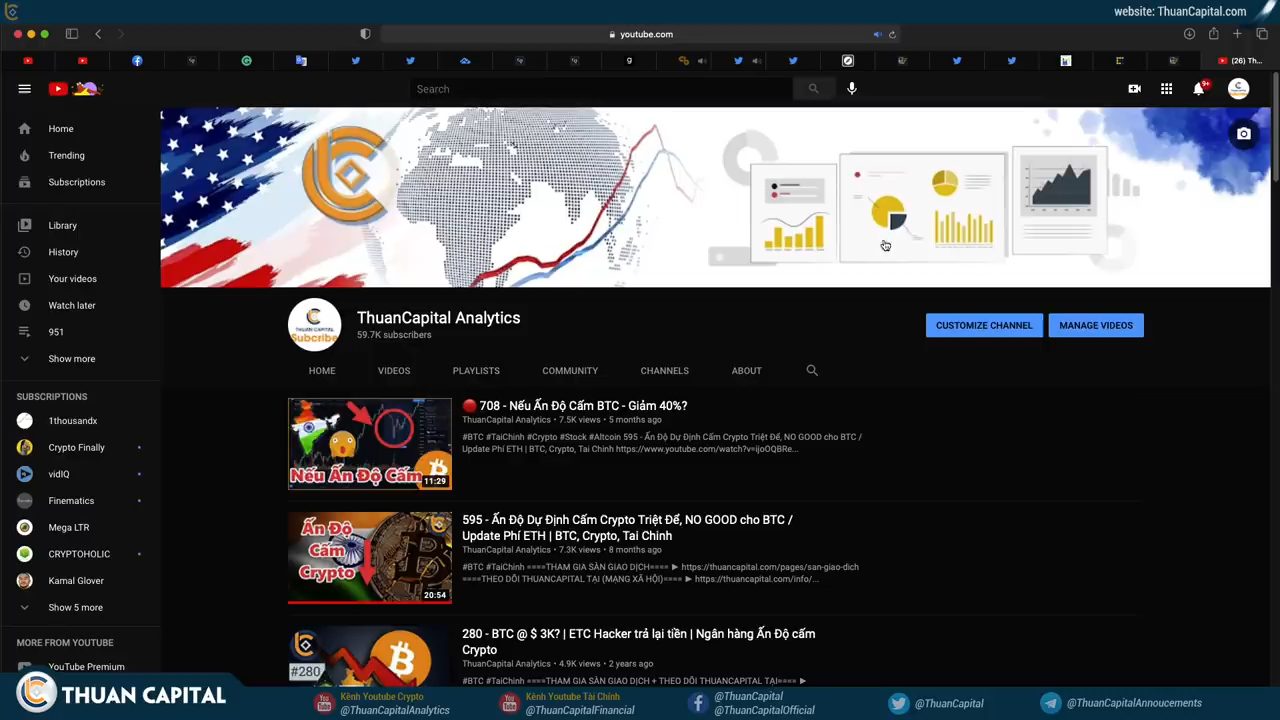 website: ThuanCapital.com
youtube.com
(26) Th...
Search
9+
Home
Trending
Subscriptions
Library
History
Your videos
Watch later
951
Show more
SUBSCRIPTIONS
1thousandx
Crypto Finally
vidIQ
Finematics
Mega LTR
CRYPTOHOLIC
Kamal Glover
Show 5 more
MORE FROM YOUTUBE
YouTube Premium
THUAN CAPITAL
Subscribe
ThuanCapital Analytics
59.7K subscribers
CUSTOMIZE CHANNEL
MANAGE VIDEOS
HOME VIDEOS PLAYLISTS COMMUNITY CHANNELS ABOUT
Nếu Ấn Độ Cấm
11:29
🔴 708 - Nếu Ấn Độ Cấm BTC - Giảm 40%?
ThuanCapital Analytics • 7.5K views • 5 months ago
#BTC #TaiChinh #Crypto #Stock #Altcoin 595 - Ấn Độ Dự Định Cấm Crypto Triệt Để, NO GOOD cho BTC /
Update Phí ETH | BTC, Crypto, Tai Chinh https://www.youtube.com/watch?v=ijoOQBRe...
Ấn Độ
Cấm
Crypto
20:54
595 - Ấn Độ Dự Định Cấm Crypto Triệt Để, NO GOOD cho BTC /
Update Phí ETH | BTC, Crypto, Tai Chinh
ThuanCapital Analytics • 7.3K views • 8 months ago
#BTC #TaiChinh ====THAM GIA SÀN GIAO DỊCH==== ► https://thuancapital.com/pages/san-giao-dich
====THEO DÕI THUANCAPITAL TẠI (MẠNG XÃ HỘI)==== ► https://thuancapital.com/info/...
#280
280 - BTC @ $ 3K? | ETC Hacker trả lại tiền | Ngân hàng Ấn Độ cấm
Crypto
ThuanCapital Analytics • 4.9K views • 2 years ago
#BTC #TaiChinh ====THAM GIA SÀN GIAO DỊCH + THEO DÕI THUANCAPITAL TẠI==== ►
THUAN CAPITAL
You Tube
Kênh Youtube Crypto
@ThuanCapitalAnalytics
You Tube
Kênh Youtube Tài Chính
@ThuanCapitalFinancial
@ThuanCapital
@ThuanCapitalOfficial
@ThuanCapital
@ThuanCapitalAnnoucements